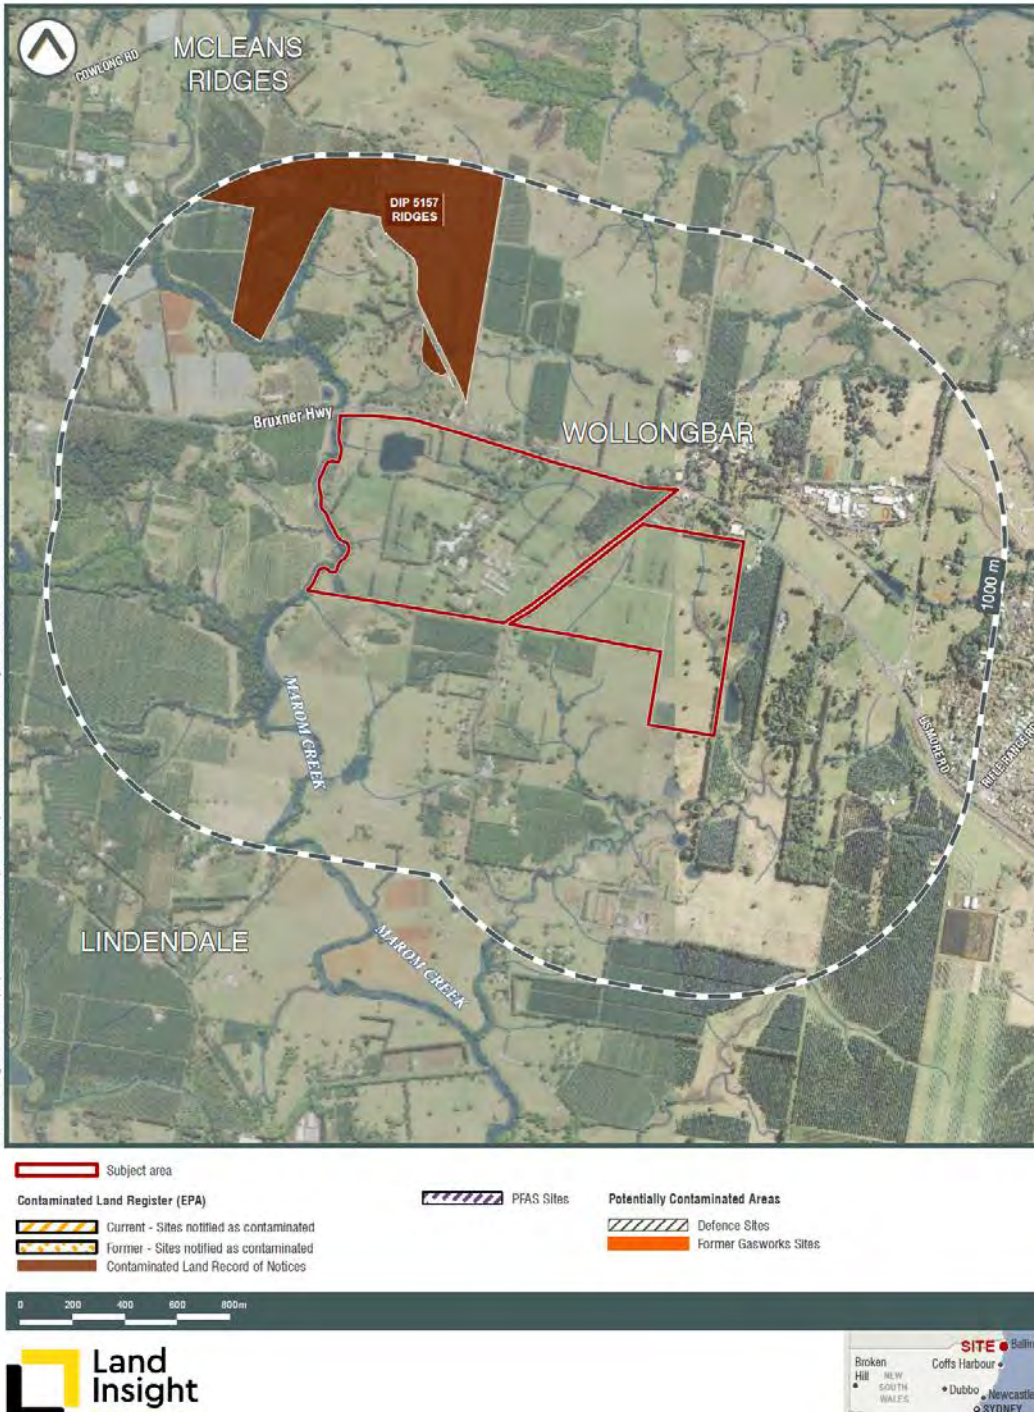 MCLEANS
RIDGES
COWLONG RD
DIP 5157
RIDGES
Bruxner Hwy
WOLLONGBAR
1000 m
MAROM CREEK
LISMORE RD
RIFLE RANGE RD
LINDENDALE
MAROM CREEK
Subject area
Contaminated Land Register (EPA)
Current - Sites notified as contaminated
Former - Sites notified as contaminated
Contaminated Land Record of Notices
PFAS Sites
Potentially Contaminated Areas
Defence Sites
Former Gasworks Sites
0 200 400 600 800m
Land
Insight
SITE
Broken
Hill
Coffs Harbour
NEW
SOUTH
WALES
Dubbo
Newcastle
SYDNEY